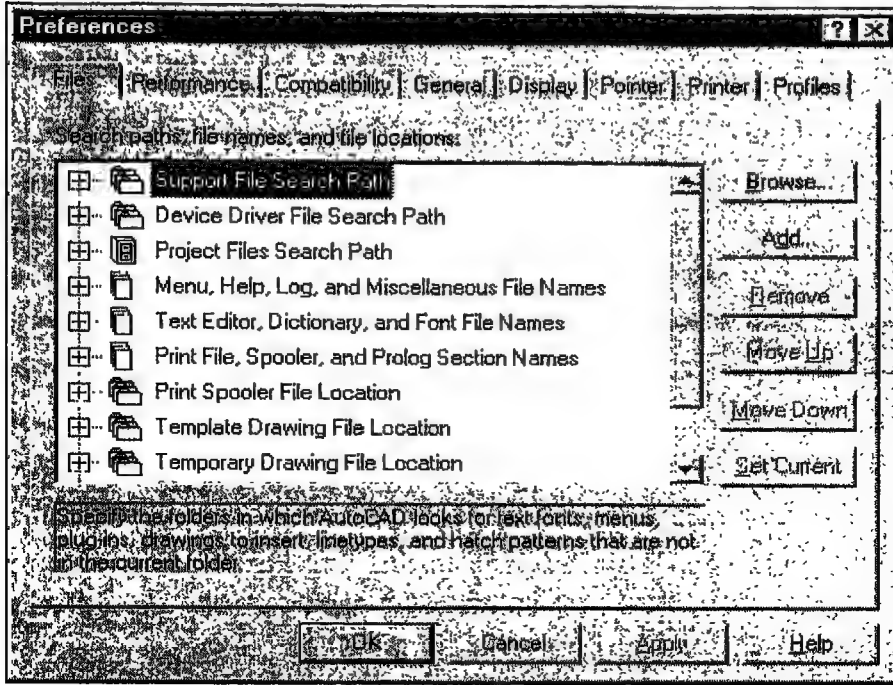 Preferences
Files Performance Compatibility General Display Pointer Printer Profiles
Search paths, file names, and file locations:
Support File Search Path
Device Driver File Search Path
Project Files Search Path
Menu, Help, Log, and Miscellaneous File Names
Text Editor, Dictionary, and Font File Names
Print File, Spooler, and Prolog Section Names
Print Spooler File Location
Template Drawing File Location
Temporary Drawing File Location
Browse...
Add...
Remove
Move Up
Move Down
Set Current
Specify the folders in which AutoCAD looks for text fonts, menus,
plug-ins, drawings to insert, linetypes, and hatch patterns that are not
in the current folder.
OK Cancel Apply Help